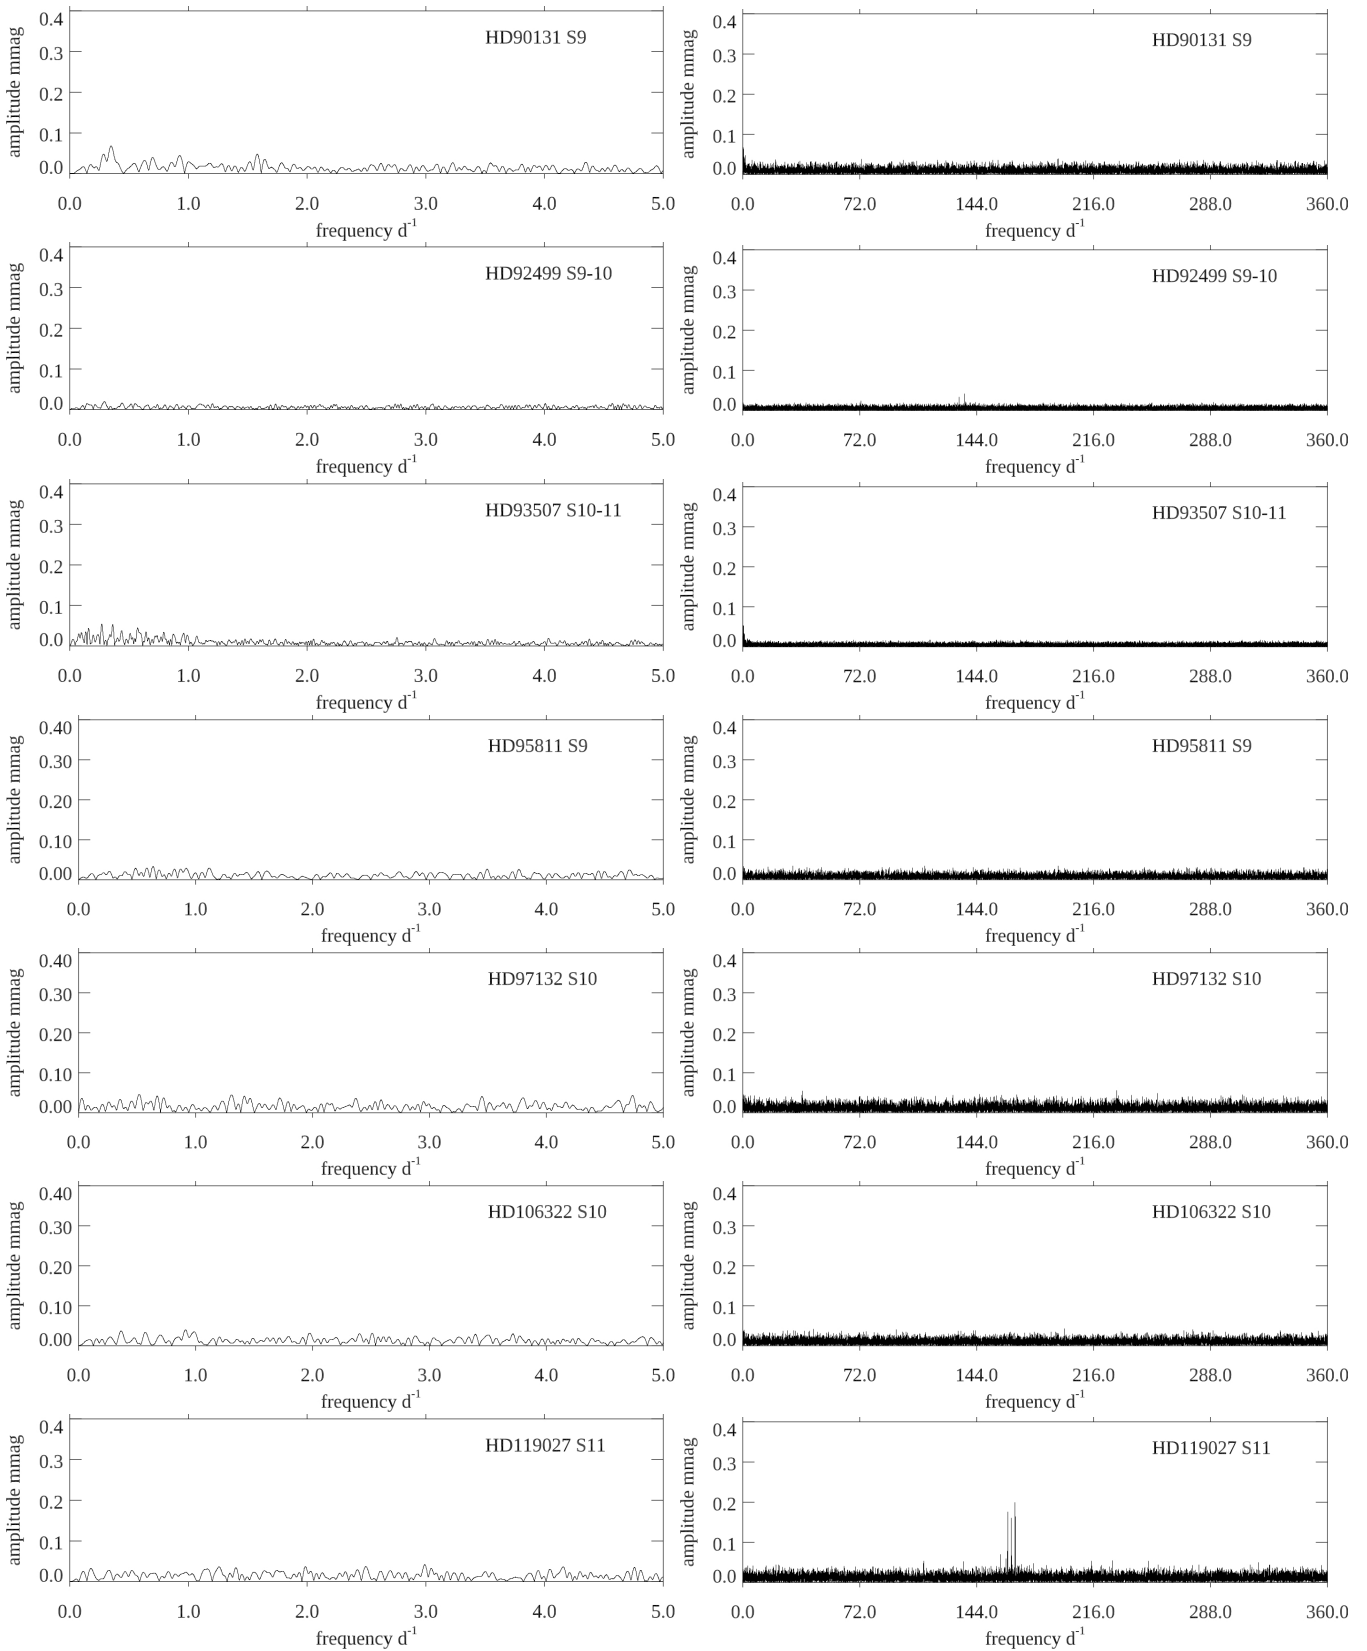 0.4 HD90131 S9
0.3
0.2
0.1
0.0
amplitude mmag
0.0 1.0 2.0 3.0 4.0 5.0
frequency d-1
0.4 HD90131 S9
0.3
0.2
0.1
0.0
amplitude mmag
0.0 72.0 144.0 216.0 288.0 360.0
frequency d-1
0.4 HD92499 S9-10
0.3
0.2
0.1
0.0
amplitude mmag
0.0 1.0 2.0 3.0 4.0 5.0
frequency d-1
0.4 HD92499 S9-10
0.3
0.2
0.1
0.0
amplitude mmag
0.0 72.0 144.0 216.0 288.0 360.0
frequency d-1
0.4 HD93507 S10-11
0.3
0.2
0.1
0.0
amplitude mmag
0.0 1.0 2.0 3.0 4.0 5.0
frequency d-1
0.4 HD93507 S10-11
0.3
0.2
0.1
0.0
amplitude mmag
0.0 72.0 144.0 216.0 288.0 360.0
frequency d-1
0.40 HD95811 S9
0.30
0.20
0.10
0.00
amplitude mmag
0.0 1.0 2.0 3.0 4.0 5.0
frequency d-1
0.4 HD95811 S9
0.3
0.2
0.1
0.0
amplitude mmag
0.0 72.0 144.0 216.0 288.0 360.0
frequency d-1
0.40 HD97132 S10
0.30
0.20
0.10
0.00
amplitude mmag
0.0 1.0 2.0 3.0 4.0 5.0
frequency d-1
0.4 HD97132 S10
0.3
0.2
0.1
0.0
amplitude mmag
0.0 72.0 144.0 216.0 288.0 360.0
frequency d-1
0.40 HD106322 S10
0.30
0.20
0.10
0.00
amplitude mmag
0.0 1.0 2.0 3.0 4.0 5.0
frequency d-1
0.4 HD106322 S10
0.3
0.2
0.1
0.0
amplitude mmag
0.0 72.0 144.0 216.0 288.0 360.0
frequency d-1
0.4 HD119027 S11
0.3
0.2
0.1
0.0
amplitude mmag
0.0 1.0 2.0 3.0 4.0 5.0
frequency d-1
0.4 HD119027 S11
0.3
0.2
0.1
0.0
amplitude mmag
0.0 72.0 144.0 216.0 288.0 360.0
frequency d-1